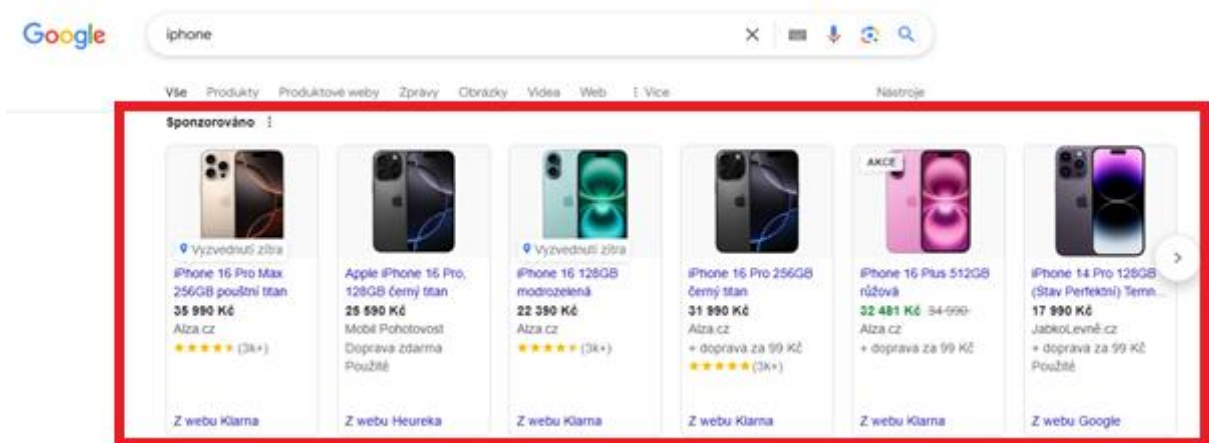 Google
iphone
Vše Produkty Produktové weby Zprávy Obrázky Videa Web ⋮ Více Nástroje
Sponzorováno ⋮
Vyzvednutí zítra
iPhone 16 Pro Max
256GB pouštní titan
35 990 Kč
Alza.cz
(3k+)
Z webu Klarna
Apple iPhone 16 Pro,
128GB černý titan
25 590 Kč
Mobil Pohotovost
Doprava zdarma
Použité
Z webu Heureka
Vyzvednutí zítra
iPhone 16 128GB
modrozelená
22 390 Kč
Alza.cz
(3k+)
Z webu Klarna
iPhone 16 Pro 256GB
černý titan
31 990 Kč
Alza.cz
+ doprava za 99 Kč
(3k+)
Z webu Klarna
AKCE
iPhone 16 Plus 512GB
růžová
32 481 Kč 34 990
Alza.cz
+ doprava za 99 Kč
Z webu Klarna
iPhone 14 Pro 128GB
(Stav Perfektní) Temn...
17 990 Kč
JabkoLevně.cz
+ doprava za 99 Kč
Použité
Z webu Google